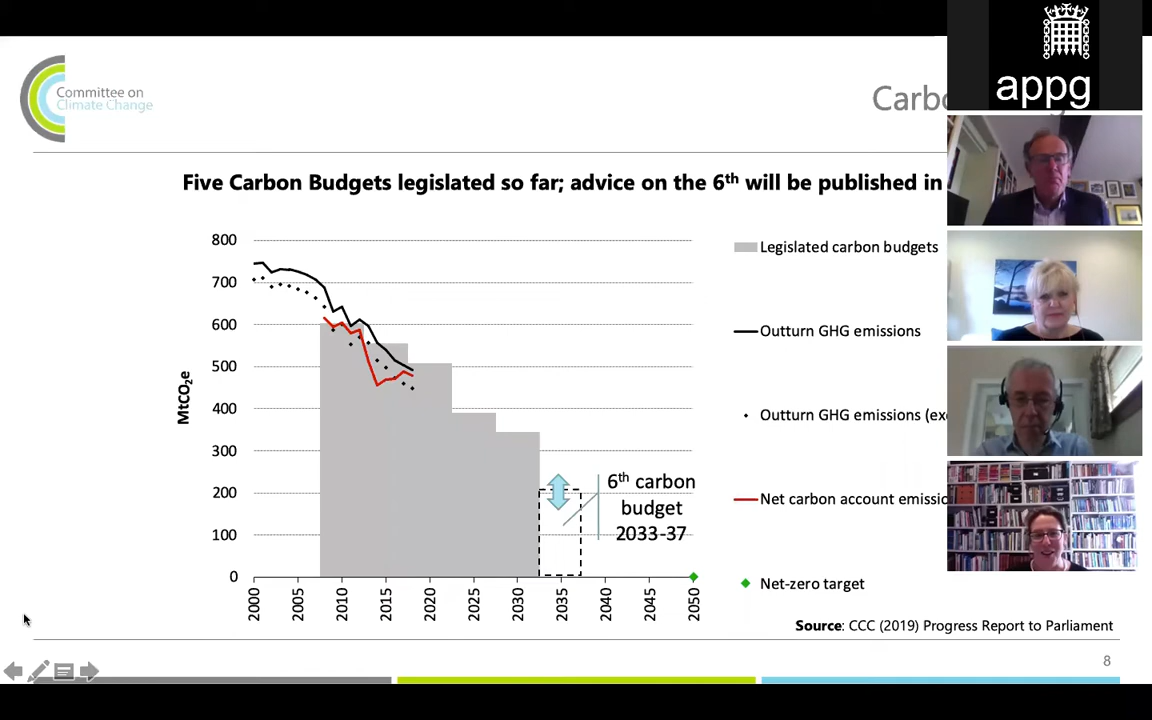 appg
Committee on
Climate Change
Carbo
Five Carbon Budgets legislated so far; advice on the 6th will be published in
800
700
600
500
400
300
200
100
0
MtCO2e
2000
2005
2010
2015
2020
2025
2030
2035
2040
2045
2050
6th carbon
budget
2033-37
Legislated carbon budgets
Outturn GHG emissions
Outturn GHG emissions (exc
Net carbon account emissio
Net-zero target
Source: CCC (2019) Progress Report to Parliament
8